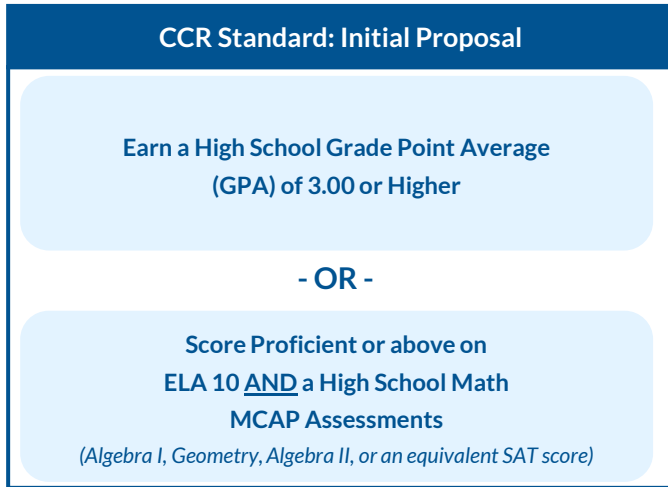 CCR Standard: Initial Proposal
Earn a High School Grade Point Average
(GPA) of 3.00 or Higher
- OR -
Score Proficient or above on
ELA 10 AND a High School Math
MCAP Assessments
(Algebra I, Geometry, Algebra II, or an equivalent SAT score)